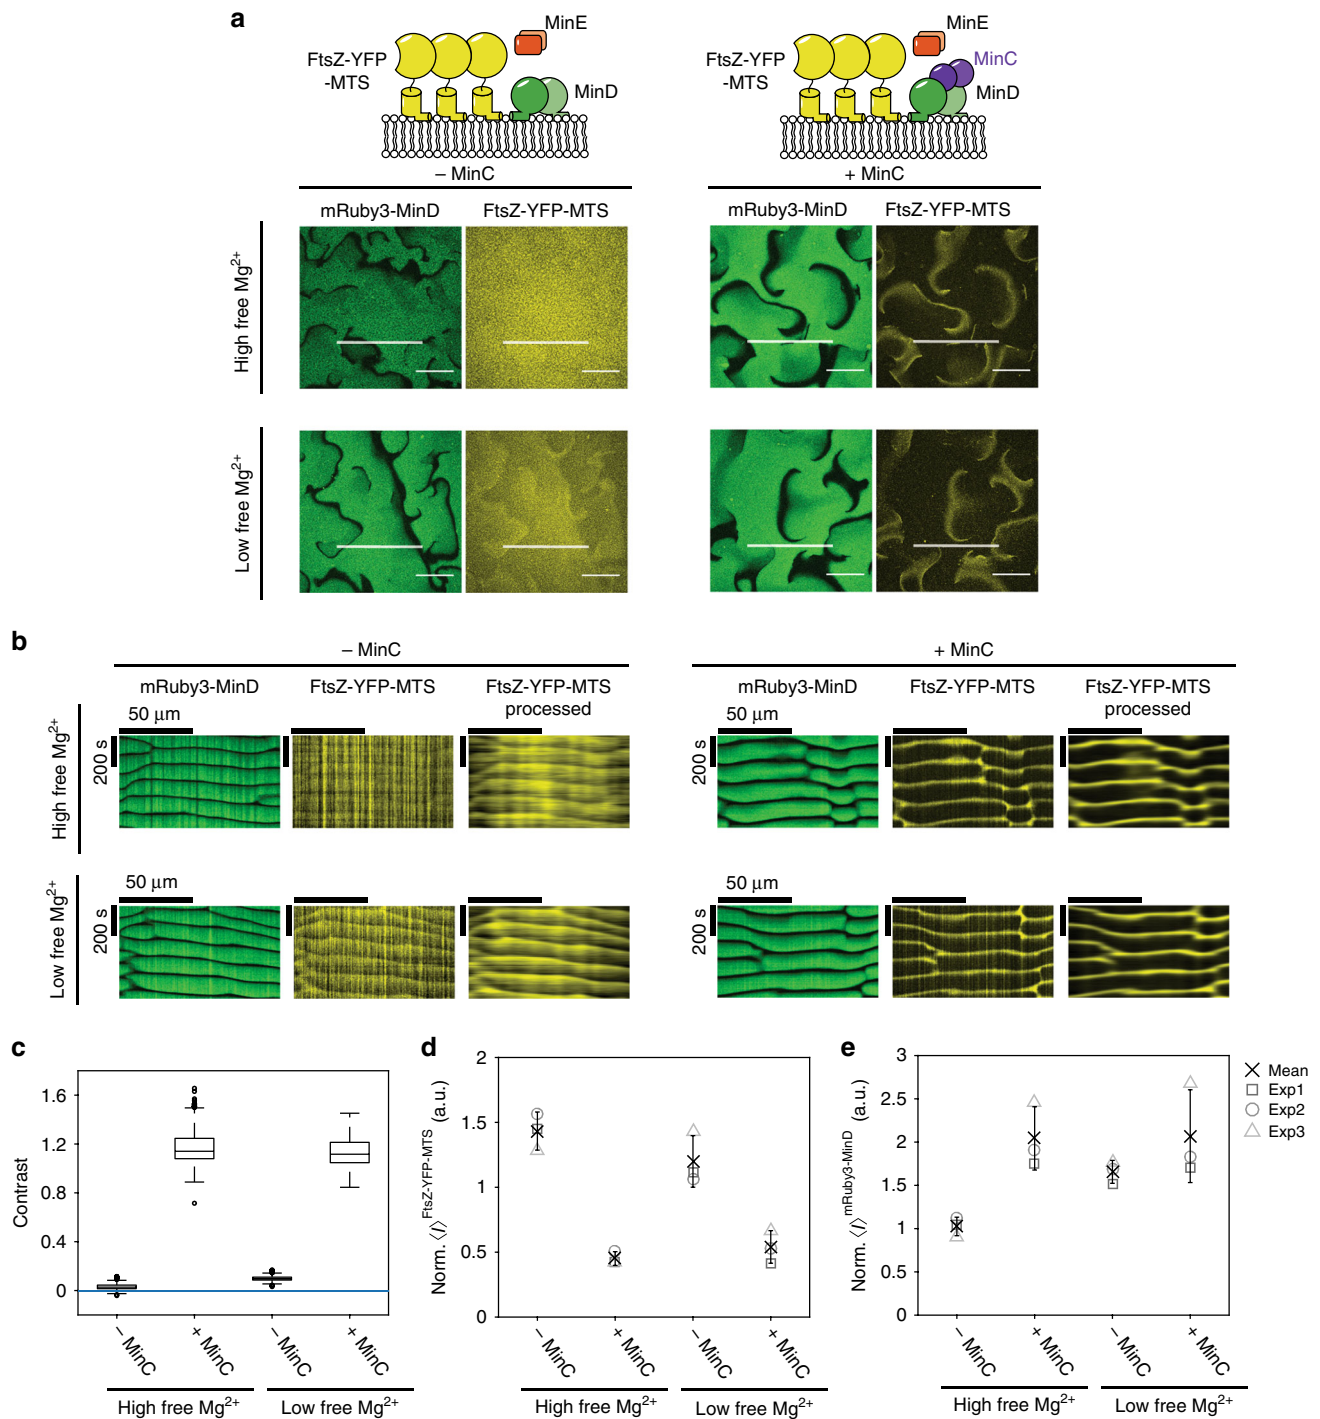 a
MinE
FtsZ-YFP
-MTS
MinD
MinE
FtsZ-YFP
-MTS
MinC
MinD
– MinC
+ MinC
mRuby3-MinD
FtsZ-YFP-MTS
mRuby3-MinD
FtsZ-YFP-MTS
High free Mg2+
Low free Mg2+
b
– MinC
+ MinC
mRuby3-MinD
FtsZ-YFP-MTS
FtsZ-YFP-MTS
processed
mRuby3-MinD
FtsZ-YFP-MTS
FtsZ-YFP-MTS
processed
High free Mg2+
50 μm
200 s
50 μm
200 s
Low free Mg2+
50 μm
200 s
50 μm
200 s
c
Contrast
1.6
1.2
0.8
0.4
0
– MinC
+ MinC
– MinC
+ MinC
High free Mg2+
Low free Mg2+
d
Norm. ⟨I⟩FtsZ-YFP-MTS (a.u.)
2
1.5
1
0.5
0
– MinC
+ MinC
– MinC
+ MinC
High free Mg2+
Low free Mg2+
e
Norm. ⟨I⟩mRuby3-MinD (a.u.)
3
2.5
2
1.5
1
0.5
0
– MinC
+ MinC
– MinC
+ MinC
High free Mg2+
Low free Mg2+
Mean
Exp1
Exp2
Exp3